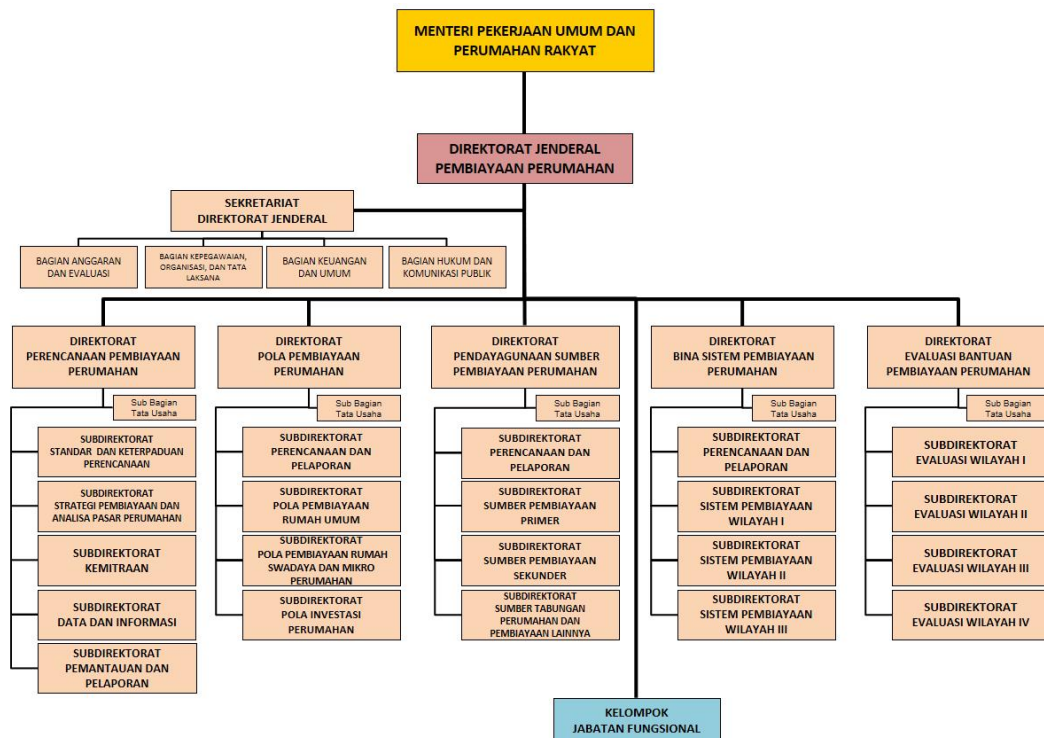 MENTERI PEKERJAAN UMUM DAN
PERUMAHAN RAKYAT
DIREKTORAT JENDERAL
PEMBIAYAAN PERUMAHAN
SEKRETARIAT
DIREKTORAT JENDERAL
BAGIAN ANGGARAN
DAN EVALUASI
BAGIAN KEPEGAWAIAN,
ORGANISASI, DAN TATA
LAKSANA
BAGIAN KEUANGAN
DAN UMUM
BAGIAN HUKUM DAN
KOMUNIKASI PUBLIK
DIREKTORAT
PERENCANAAN PEMBIAYAAN
PERUMAHAN
Sub Bagian
Tata Usaha
SUBDIREKTORAT
STANDAR DAN KETERPADUAN
PERENCANAAN
SUBDIREKTORAT
STRATEGI PEMBIAYAAN DAN
ANALISA PASAR PERUMAHAN
SUBDIREKTORAT
KEMITRAAN
SUBDIREKTORAT
DATA DAN INFORMASI
SUBDIREKTORAT
PEMANTAUAN DAN
PELAPORAN
DIREKTORAT
POLA PEMBIAYAAN
PERUMAHAN
Sub Bagian
Tata Usaha
SUBDIREKTORAT
PERENCANAAN DAN
PELAPORAN
SUBDIREKTORAT
POLA PEMBIAYAAN
RUMAH UMUM
SUBDIREKTORAT
POLA PEMBIAYAAN RUMAH
SWADAYA DAN MIKRO
PERUMAHAN
SUBDIREKTORAT
POLA INVESTASI
PERUMAHAN
DIREKTORAT
PENDAYAGUNAAN SUMBER
PEMBIAYAAN PERUMAHAN
Sub Bagian
Tata Usaha
SUBDIREKTORAT
PERENCANAAN DAN
PELAPORAN
SUBDIREKTORAT
SUMBER PEMBIAYAAN
PRIMER
SUBDIREKTORAT
SUMBER PEMBIAYAAN
SEKUNDER
SUBDIREKTORAT
SUMBER TABUNGAN
PERUMAHAN DAN
PEMBIAYAAN LAINNYA
DIREKTORAT
BINA SISTEM PEMBIAYAAN
PERUMAHAN
Sub Bagian
Tata Usaha
SUBDIREKTORAT
PERENCANAAN DAN
PELAPORAN
SUBDIREKTORAT
SISTEM PEMBIAYAAN
WILAYAH I
SUBDIREKTORAT
SISTEM PEMBIAYAAN
WILAYAH II
SUBDIREKTORAT
SISTEM PEMBIAYAAN
WILAYAH III
DIREKTORAT
EVALUASI BANTUAN
PEMBIAYAAN PERUMAHAN
Sub Bagian
Tata Usaha
SUBDIREKTORAT
EVALUASI WILAYAH I
SUBDIREKTORAT
EVALUASI WILAYAH II
SUBDIREKTORAT
EVALUASI WILAYAH III
SUBDIREKTORAT
EVALUASI WILAYAH IV
KELOMPOK
JABATAN FUNGSIONAL